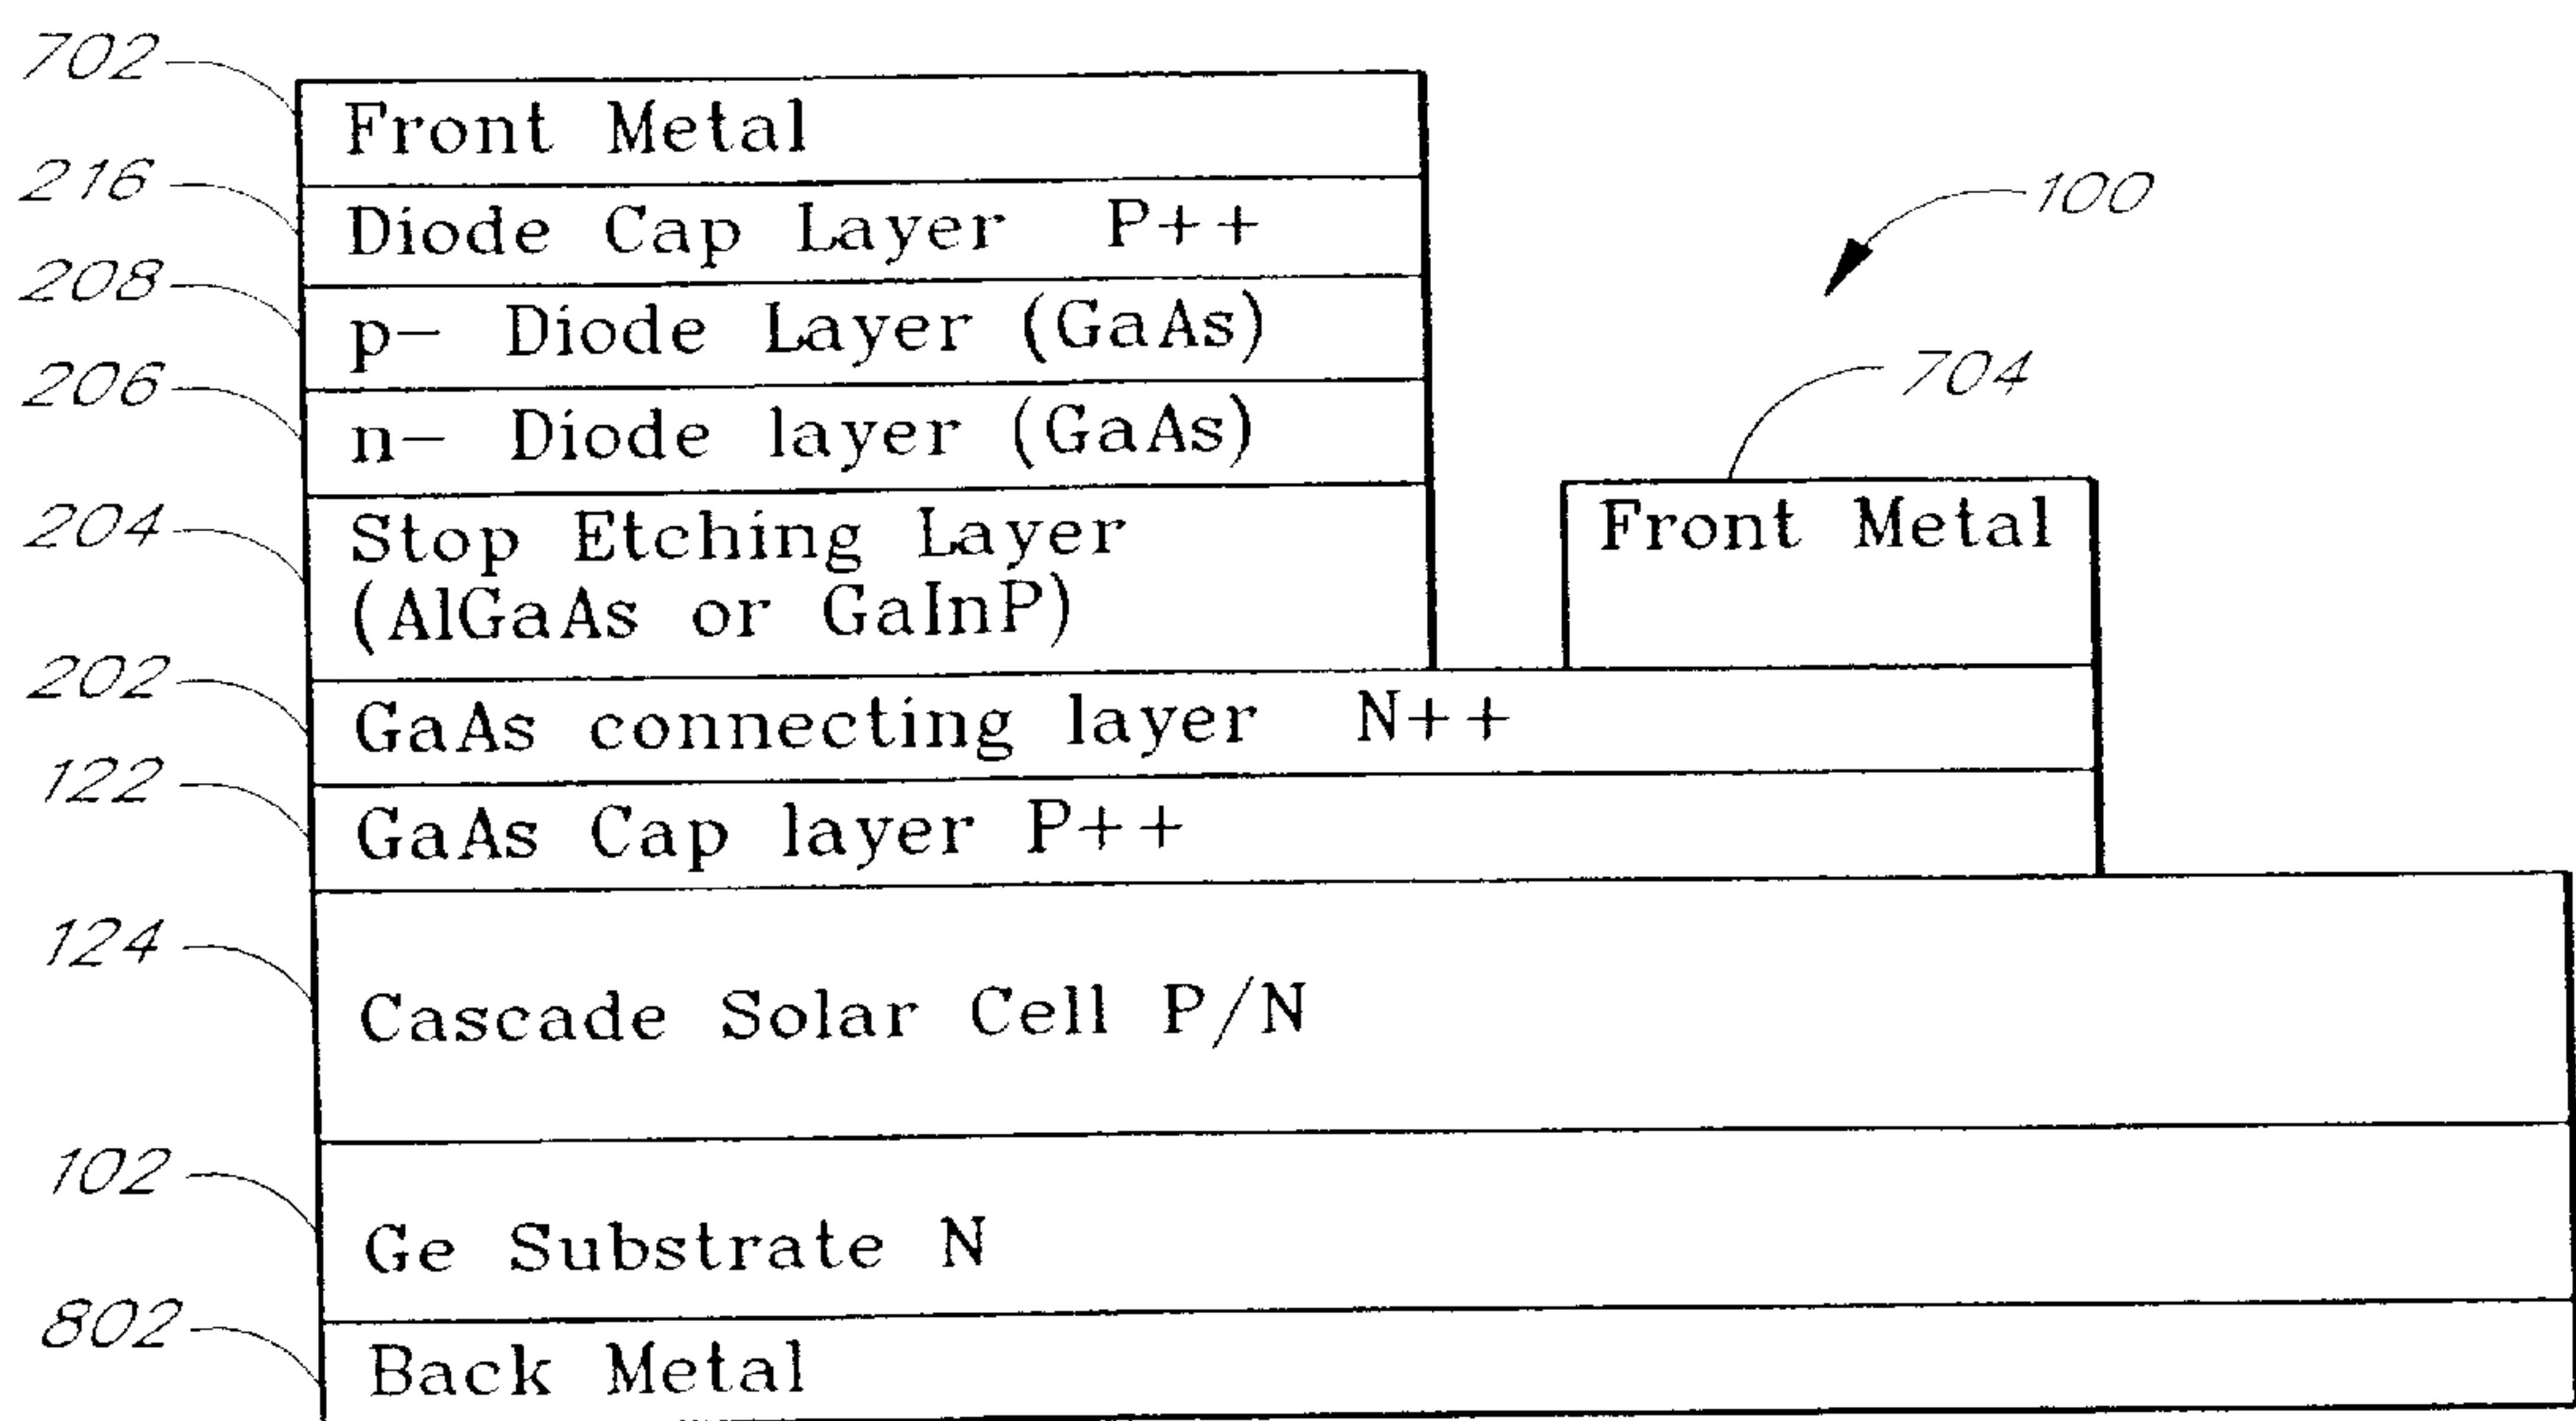 702
Front Metal
216
Diode Cap Layer P++
100
208
p- Diode Layer (GaAs)
704
206
n- Diode layer (GaAs)
204
Stop Etching Layer
(AlGaAs or GaInP)
Front Metal
202
GaAs connecting layer N++
122
GaAs Cap layer P++
124
Cascade Solar Cell P/N
102
Ge Substrate N
802
Back Metal